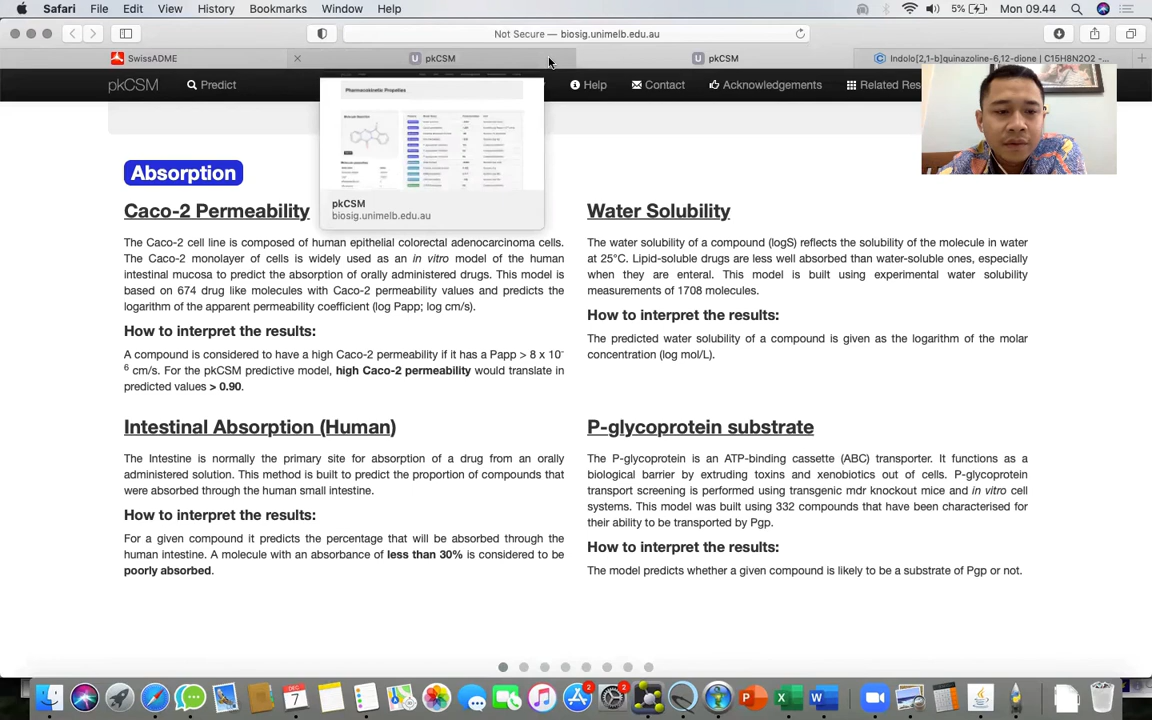 Safari File Edit View History Bookmarks Window Help 5% Mon 09.44
Not Secure — biosig.unimelb.edu.au
SwissADME pkCSM pkCSM Indolo[2,1-b]quinazoline-6,12-dione | C15H8N2O2 -...
pkCSM Predict Help Contact Acknowledgements Related Res
Pharmacokinetic Properties
pkCSM
biosig.unimelb.edu.au
Absorption
Caco-2 Permeability
The Caco-2 cell line is composed of human epithelial colorectal adenocarcinoma cells.
The Caco-2 monolayer of cells is widely used as an in vitro model of the human
intestinal mucosa to predict the absorption of orally administered drugs. This model is
based on 674 drug like molecules with Caco-2 permeability values and predicts the
logarithm of the apparent permeability coefficient (log Papp; log cm/s).
How to interpret the results:
A compound is considered to have a high Caco-2 permeability if it has a Papp > 8 x 10-
6 cm/s. For the pkCSM predictive model, high Caco-2 permeability would translate in
predicted values > 0.90.
Water Solubility
The water solubility of a compound (logS) reflects the solubility of the molecule in water
at 25°C. Lipid-soluble drugs are less well absorbed than water-soluble ones, especially
when they are enteral. This model is built using experimental water solubility
measurements of 1708 molecules.
How to interpret the results:
The predicted water solubility of a compound is given as the logarithm of the molar
concentration (log mol/L).
Intestinal Absorption (Human)
The Intestine is normally the primary site for absorption of a drug from an orally
administered solution. This method is built to predict the proportion of compounds that
were absorbed through the human small intestine.
How to interpret the results:
For a given compound it predicts the percentage that will be absorbed through the
human intestine. A molecule with an absorbance of less than 30% is considered to be
poorly absorbed.
P-glycoprotein substrate
The P-glycoprotein is an ATP-binding cassette (ABC) transporter. It functions as a
biological barrier by extruding toxins and xenobiotics out of cells. P-glycoprotein
transport screening is performed using transgenic mdr knockout mice and in vitro cell
systems. This model was built using 332 compounds that have been characterised for
their ability to be transported by Pgp.
How to interpret the results:
The model predicts whether a given compound is likely to be a substrate of Pgp or not.
DEC
7
2
2